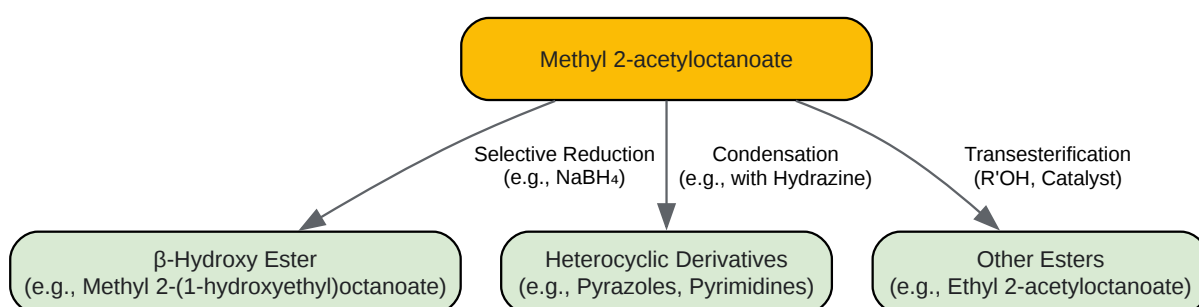 Methyl 2-acetyloctanoate
Selective Reduction
(e.g., NaBH₄)
Condensation
(e.g., with Hydrazine)
Transesterification
(R'OH, Catalyst)
β-Hydroxy Ester
(e.g., Methyl 2-(1-hydroxyethyl)octanoate)
Heterocyclic Derivatives
(e.g., Pyrazoles, Pyrimidines)
Other Esters
(e.g., Ethyl 2-acetyloctanoate)